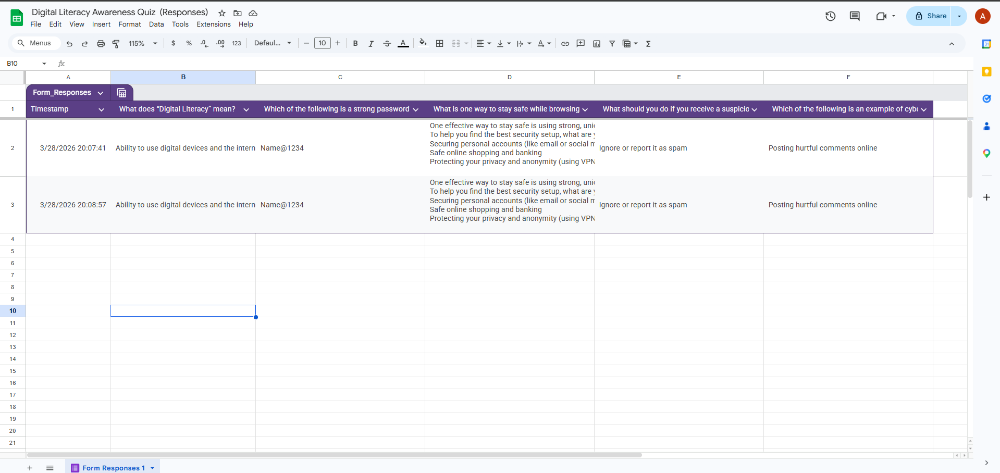 Digital Literacy Awareness Quiz (Responses)
File Edit View Insert Format Data Tools Extensions Help
Share
A
Menus
115%
$ % .0 .00 123
Defaul...
10
B I S A
Σ
31
B10
fx
A B C D E F
Form_Responses
1 Timestamp What does “Digital Literacy” mean? Which of the following is a strong password What is one way to stay safe while browsing What should you do if you receive a suspicio Which of the following is an example of cybe
2 3/28/2026 20:07:41 Ability to use digital devices and the intern Name@1234
One effective way to stay safe is using strong, uni
To help you find the best security setup, what are
Securing personal accounts (like email or social m
Safe online shopping and banking
Protecting your privacy and anonymity (using VPN
Ignore or report it as spam Posting hurtful comments online
3 3/28/2026 20:08:57 Ability to use digital devices and the intern Name@1234
One effective way to stay safe is using strong, uni
To help you find the best security setup, what are
Securing personal accounts (like email or social m
Safe online shopping and banking
Protecting your privacy and anonymity (using VPN
Ignore or report it as spam Posting hurtful comments online
4
5
6
7
8
9
10
11
12
13
14
15
16
17
18
19
20
21
Form Responses 1